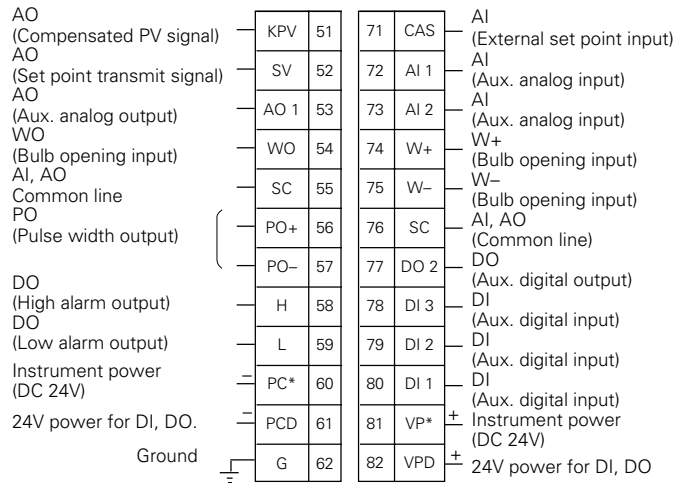 AO
(Compensated PV signal) KPV 51
AO
(Set point transmit signal) SV 52
AO
(Aux. analog output) AO 1 53
WO
(Bulb opening input) WO 54
AI, AO
Common line SC 55
PO
(Pulse width output) PO+ 56
PO– 57
DO
(High alarm output) H 58
DO
(Low alarm output) L 59
Instrument power
(DC 24V) – PC* 60
24V power for DI, DO. – PCD 61
Ground G 62
71 CAS AI
(External set point input)
72 AI 1 AI
(Aux. analog input)
73 AI 2 AI
(Aux. analog input)
74 W+ W+
(Bulb opening input)
75 W– W–
(Bulb opening input)
76 SC AI, AO
(Common line)
77 DO 2 DO
(Aux. digital output)
78 DI 3 DI
(Aux. digital input)
79 DI 2 DI
(Aux. digital input)
80 DI 1 DI
(Aux. digital input)
81 VP* + Instrument power
(DC 24V)
82 VPD + 24V power for DI, DO